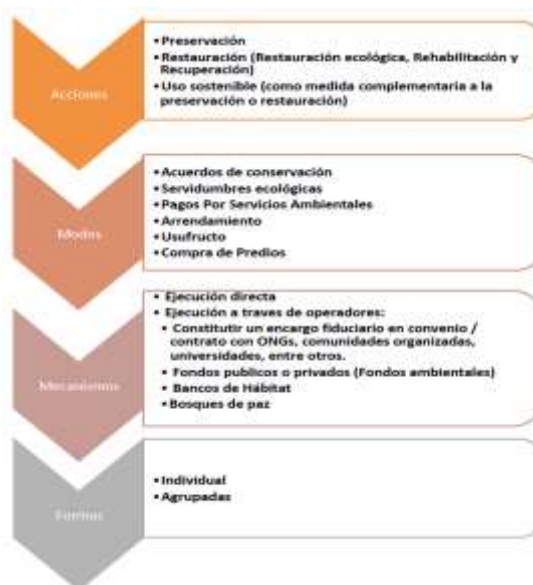 Acciones
• Preservación
• Restauración (Restauración ecológica, Rehabilitación y
Recuperación)
• Uso sostenible (como medida complementaria a la
preservación o restauración)
Modos
• Acuerdos de conservación
• Servidumbres ecológicas
• Pagos Por Servicios Ambientales
• Arrendamiento
• Usufructo
• Compra de Predios
Mecanismos
• Ejecución directa
• Ejecución a traves de operadores:
• Constitutir un encargo fiduciario en convenio /
contrato con ONGs, comunidades organizadas,
universidades, entre otros.
• Fondos publicos o privados (Fondos ambientales)
• Bancos de Hábitat
• Bosques de paz
Formas
• Individual
• Agrupadas